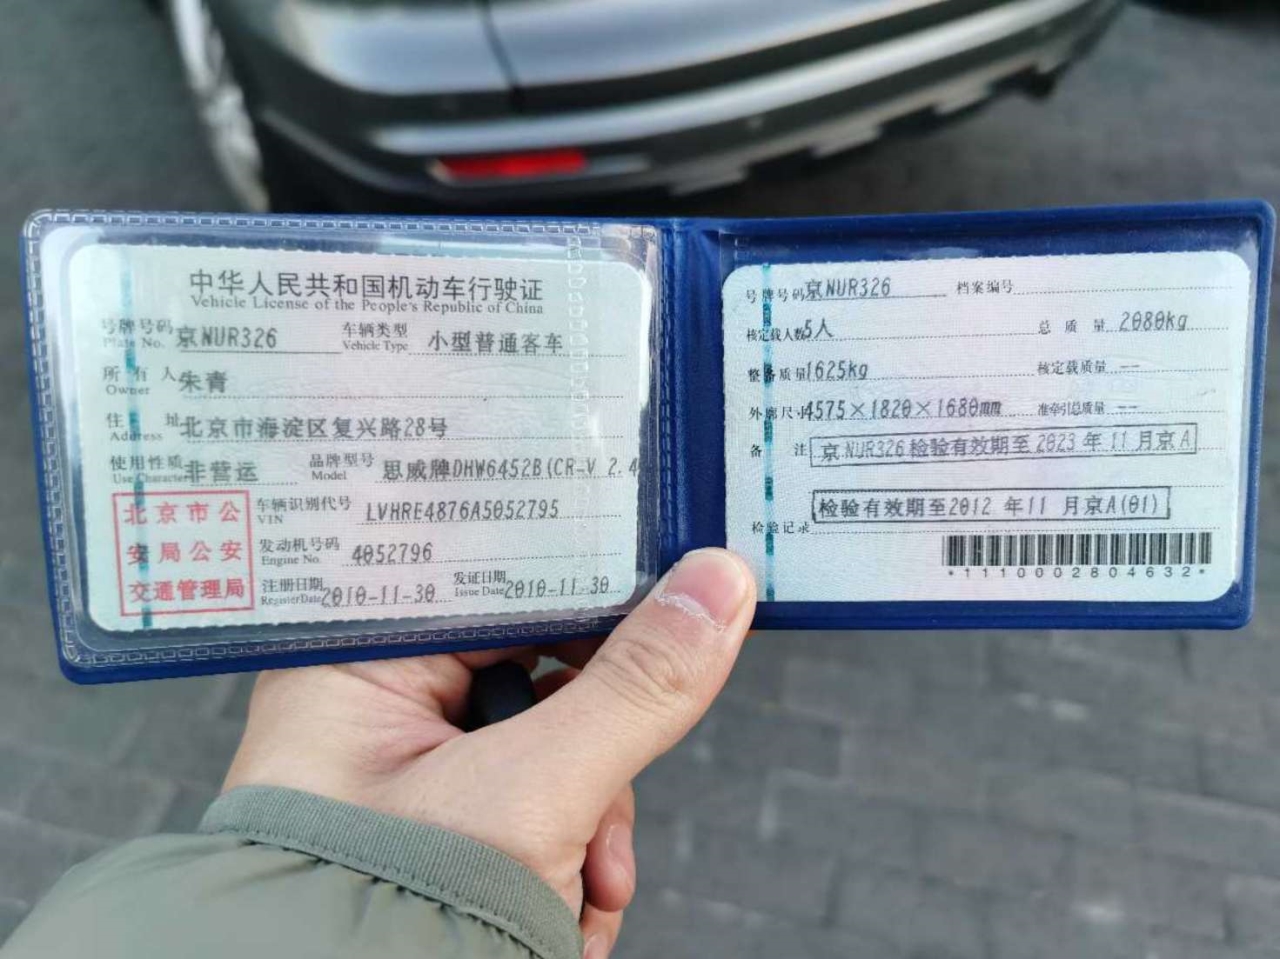 中华人民共和国机动车行驶证
Vehicle License of the People's Republic of China
号牌号码 京NUR326 车辆类型 小型普通客车
Plate No. Vehicle Type
所有人 朱青
Owner
住址 北京市海淀区复兴路28号
Address
使用性质 非营运 品牌型号 思威牌DHW6452B(CR-V 2.4
Use Character Model
北京市公
安局公安
交通管理局
车辆识别代号 LVHRE4876A5052795
VIN
发动机号码 4052796
Engine No.
注册日期 2010-11-30 发证日期 2010-11-30
Register Date Issue Date
号牌号码 京NUR326 档案编号
核定载人数 5人 总质量 2080kg
整备质量 1625kg 核定载质量 --
外廓尺寸 4575×1820×1680mm 准牵引总质量 --
备注 京NUR326检验有效期至2023年11月京A
检验有效期至2012年11月京A(01)
检验记录
*1110002804632*